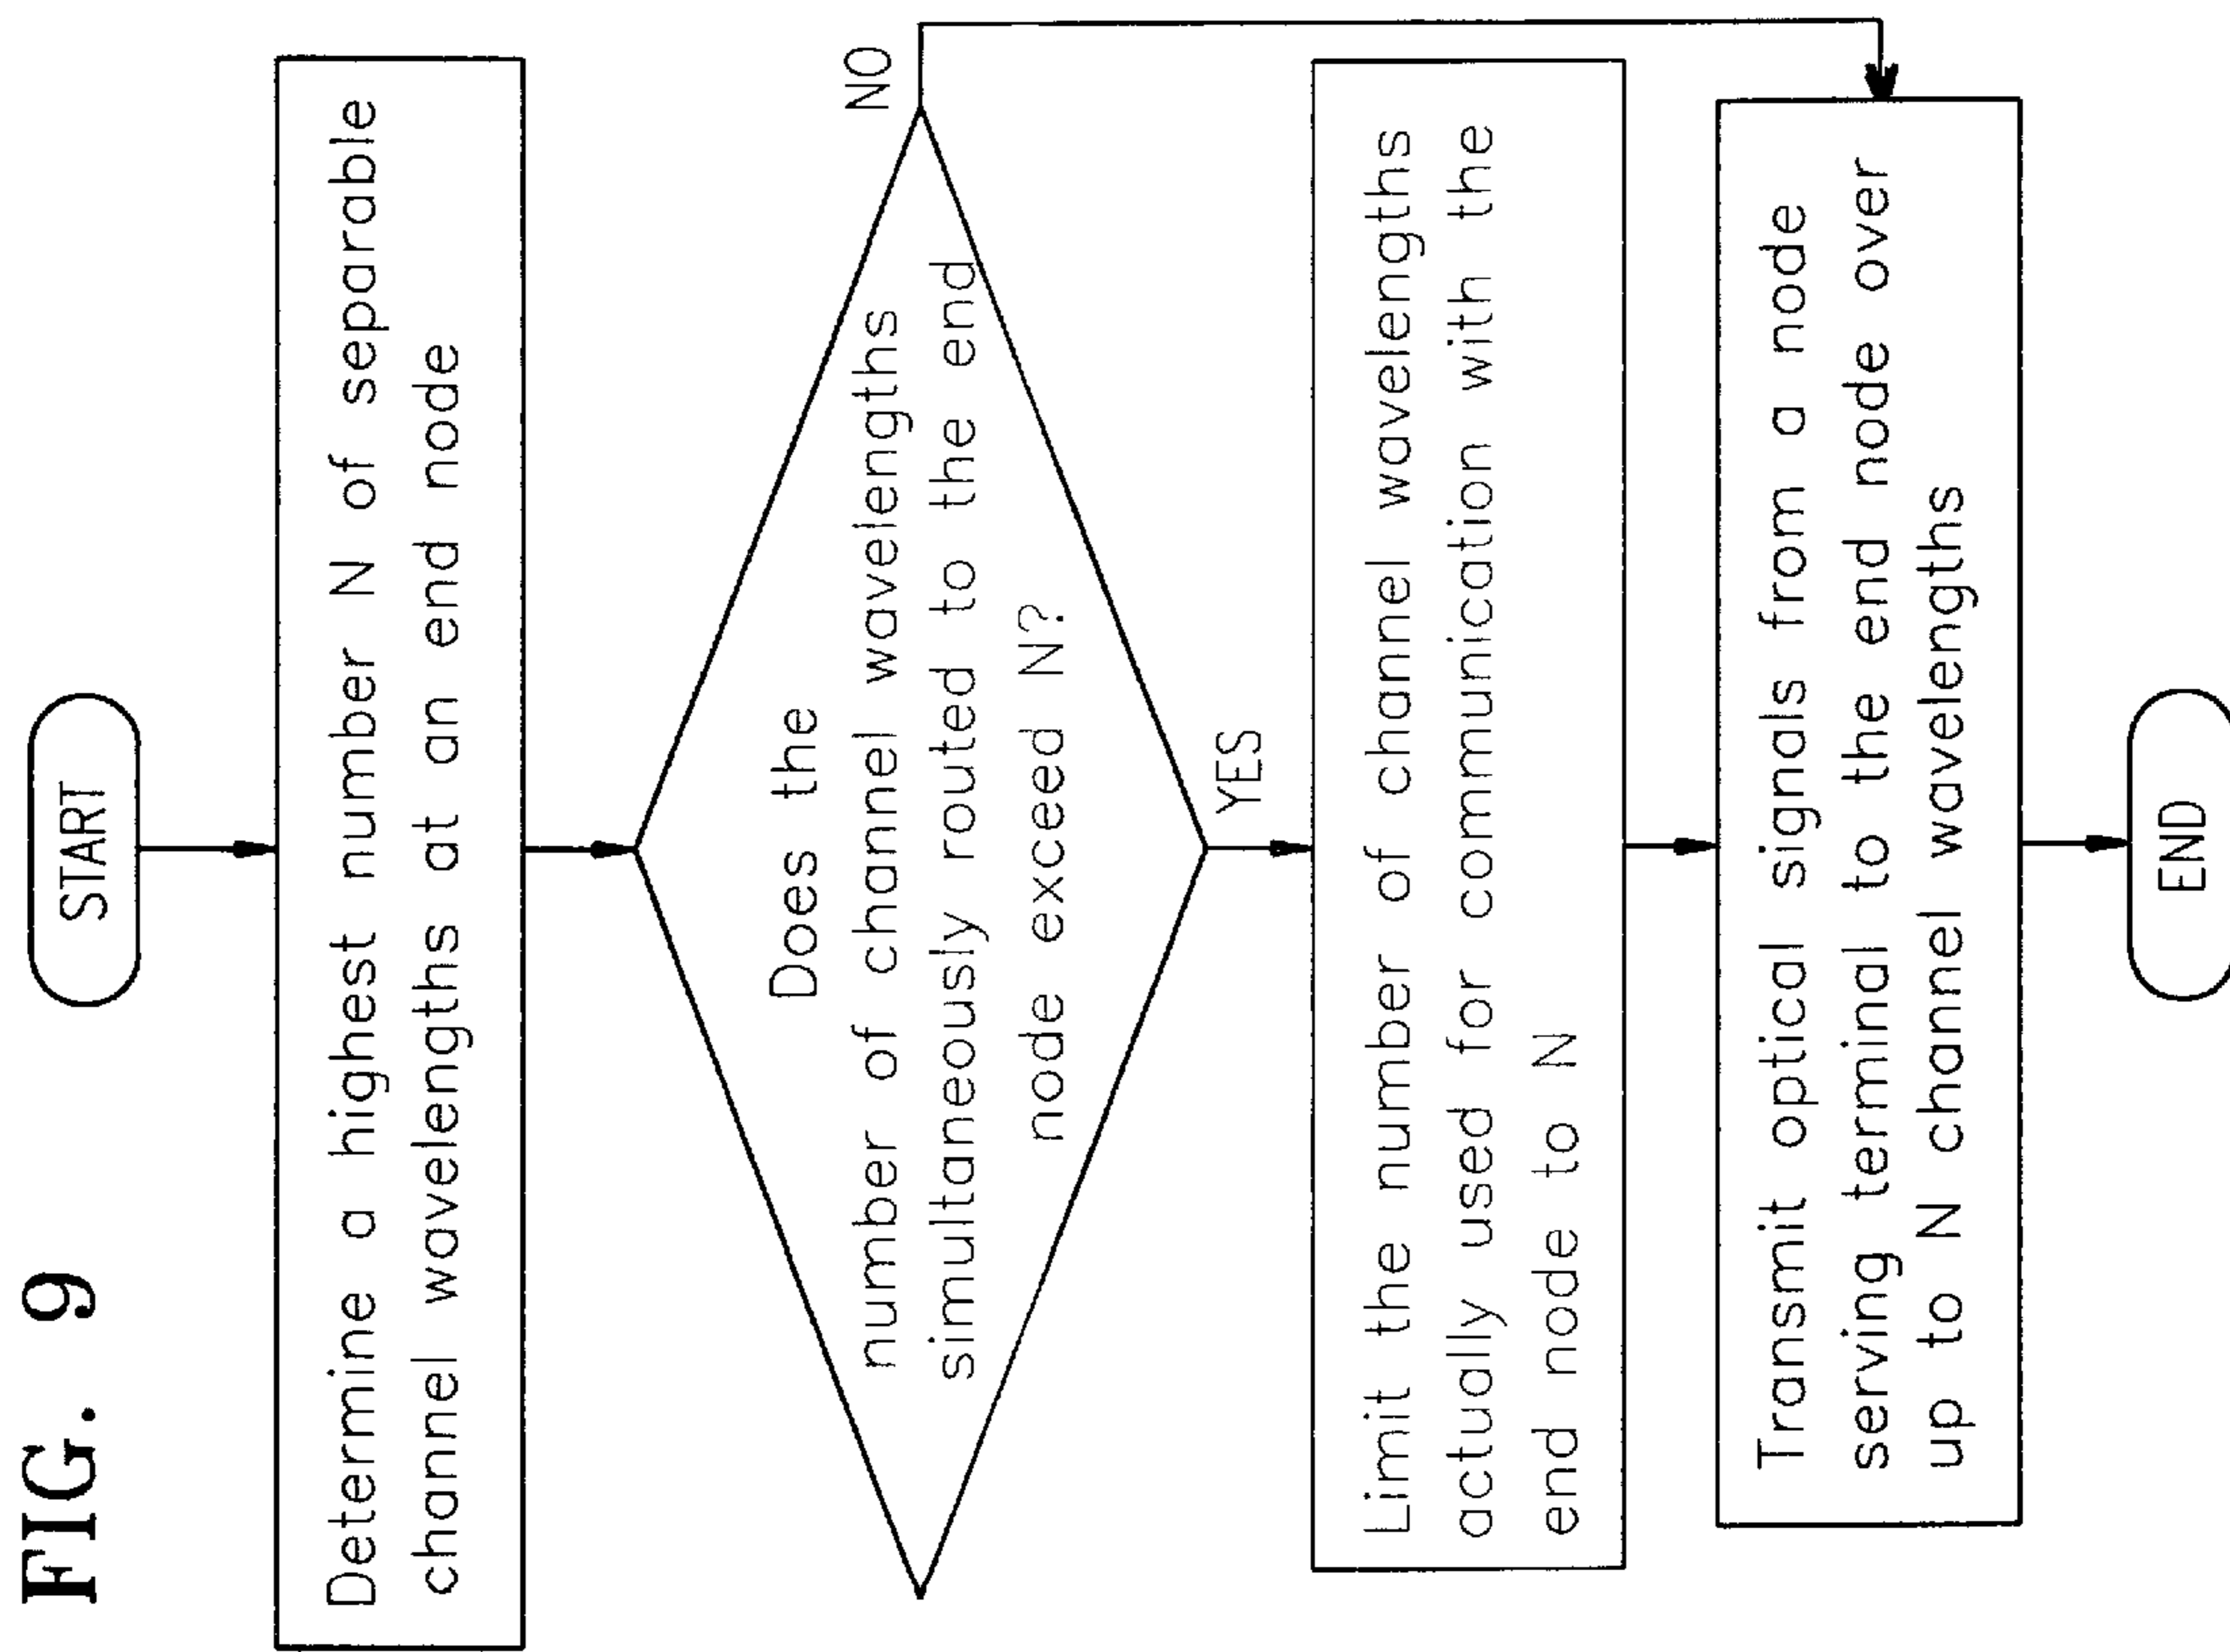 FIG. 9
START
Determine a highest number N of separable
channel wavelengths at an end node
Does the
number of channel wavelengths
simultaneously routed to the end
node exceed N?
NO
YES
Limit the number of channel wavelengths
actually used for communication with the
end node to N
Transmit optical signals from a node
serving terminal to the end node over
up to N channel wavelengths
END